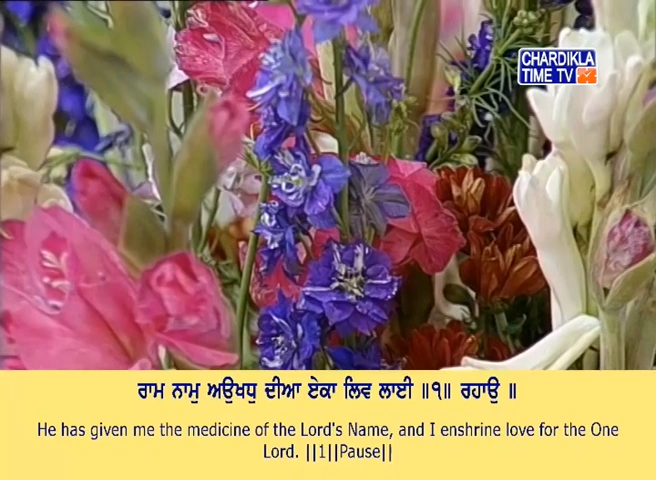 CHARDIKLA
TIME TV
ਰਾਮ ਨਾਮੁ ਅਉਖਧੁ ਦੀਆ ਏਕਾ ਲਿਵ ਲਾਈ ॥੧॥ ਰਹਾਉ ॥
He has given me the medicine of the Lord's Name, and I enshrine love for the One
Lord. ||1||Pause||